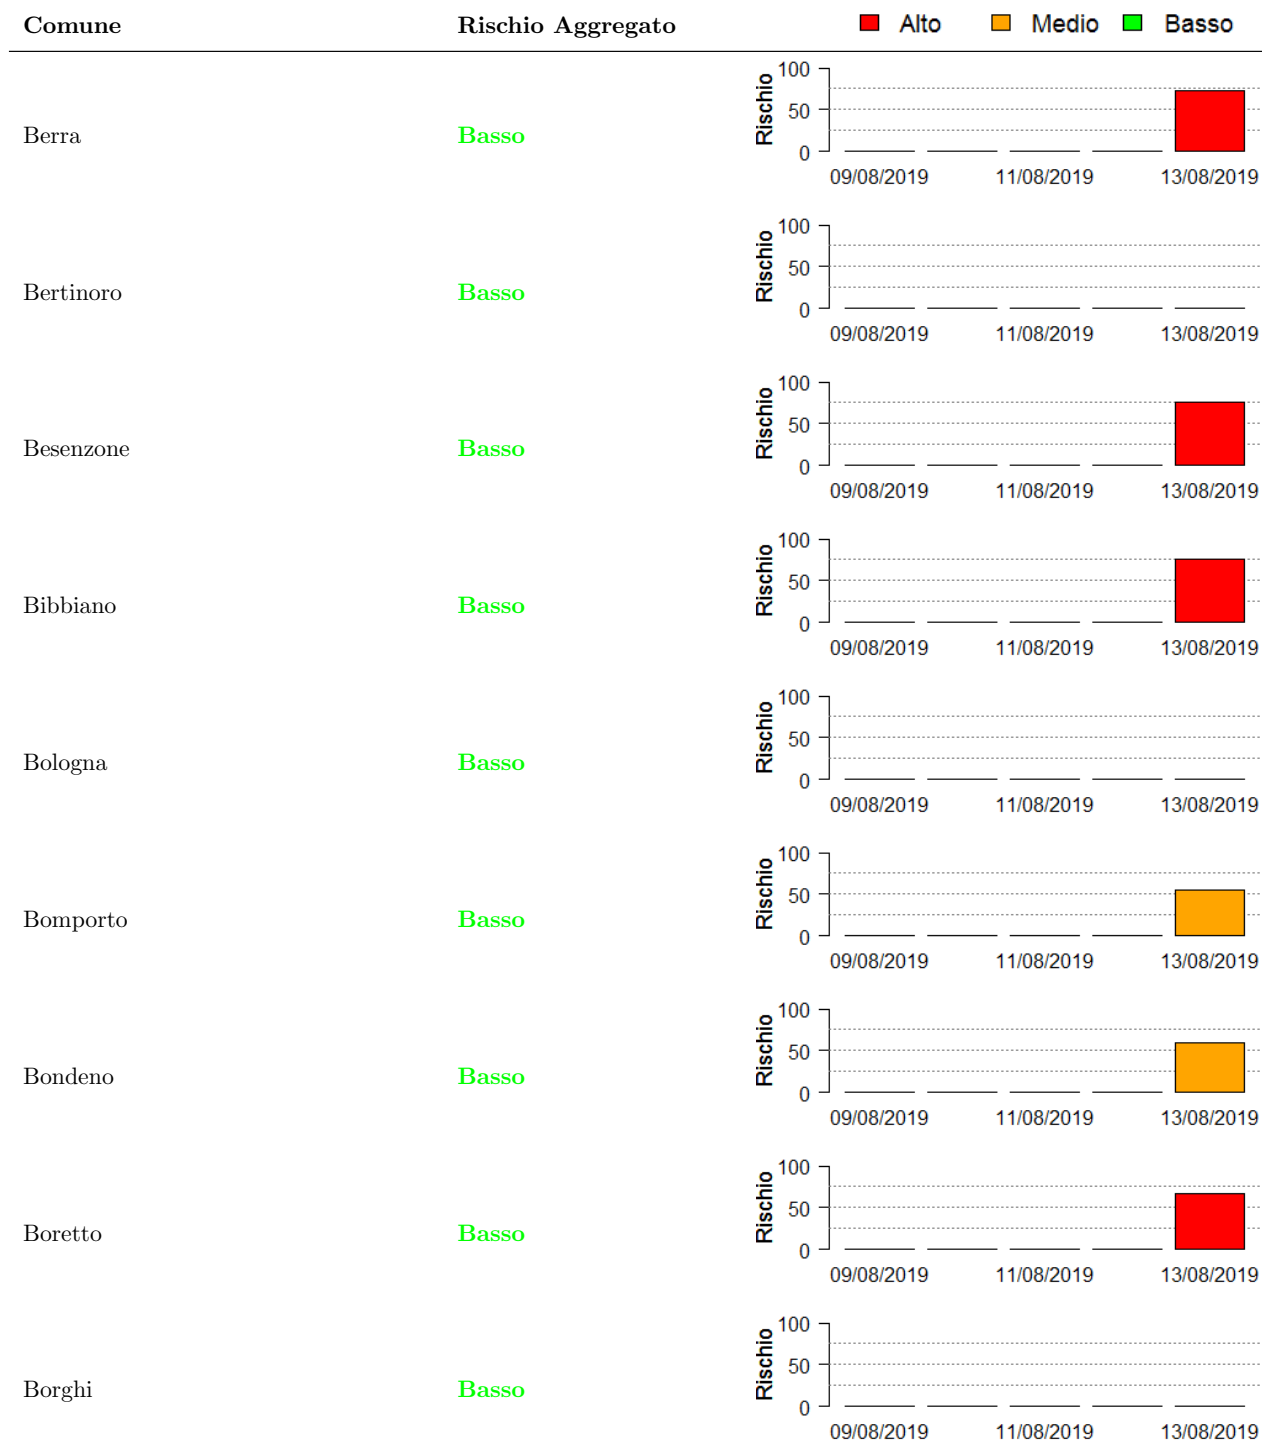 Comune Rischio Aggregato Alto Medio Basso
Berra Basso Rischio 100 50 0
09/08/2019 11/08/2019 13/08/2019
Bertinoro Basso Rischio 100 50 0
09/08/2019 11/08/2019 13/08/2019
Besenzone Basso Rischio 100 50 0
09/08/2019 11/08/2019 13/08/2019
Bibbiano Basso Rischio 100 50 0
09/08/2019 11/08/2019 13/08/2019
Bologna Basso Rischio 100 50 0
09/08/2019 11/08/2019 13/08/2019
Bomporto Basso Rischio 100 50 0
09/08/2019 11/08/2019 13/08/2019
Bondeno Basso Rischio 100 50 0
09/08/2019 11/08/2019 13/08/2019
Boretto Basso Rischio 100 50 0
09/08/2019 11/08/2019 13/08/2019
Borghi Basso Rischio 100 50 0
09/08/2019 11/08/2019 13/08/2019